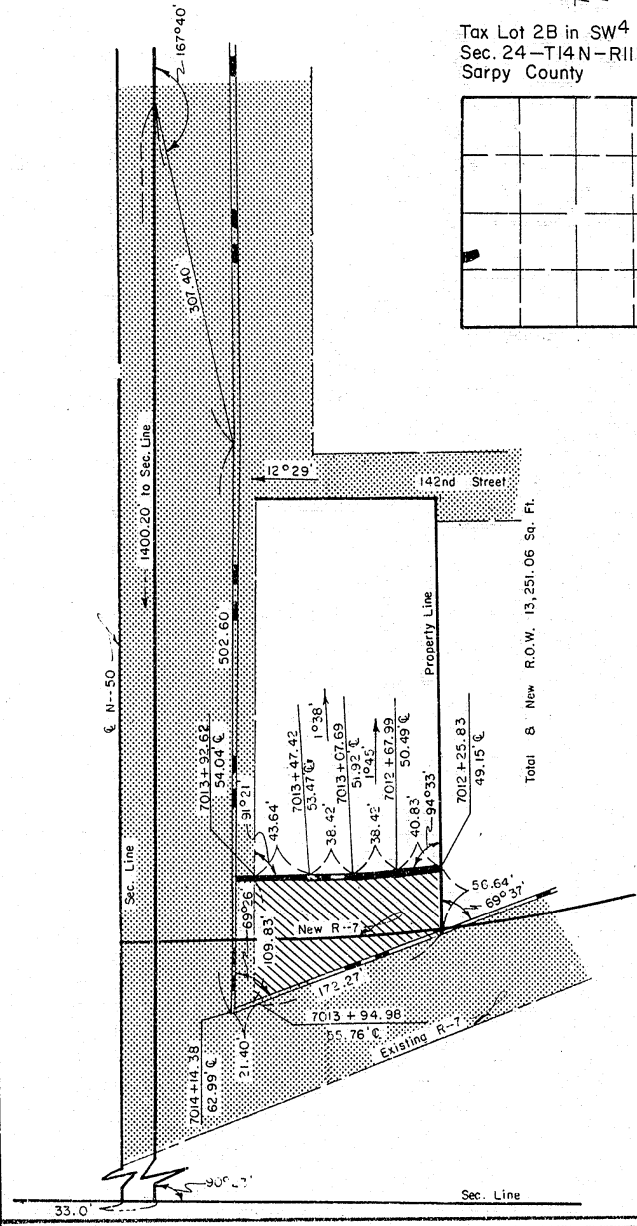 Tax Lot 2B in SW4
Sec. 24-T14N-R11
Sarpy County
167°40'
307.40'
1400.20' to Sec. Line
℄ N-50
12°29'
142nd Street
502.60'
Property Line
Total & New R.O.W. 13,251.06 Sq. Ft.
7013+92.62
54.04' ℄
91°21'
43.64'
7013+47.42
53.47' ℄
1°38'
38.42'
7013+07.69
51.92' ℄
1°45'
38.42'
7012+67.99
50.49' ℄
40.83'
94°33'
7012+25.83
49.15' ℄
Sec. Line
69°26'
109.83'
New R-7
69°37'
172.27'
7013+94.98
℄
Existing R-7
21.40'
7014+14.38
62.99' ℄
33.0'
Sec. Line